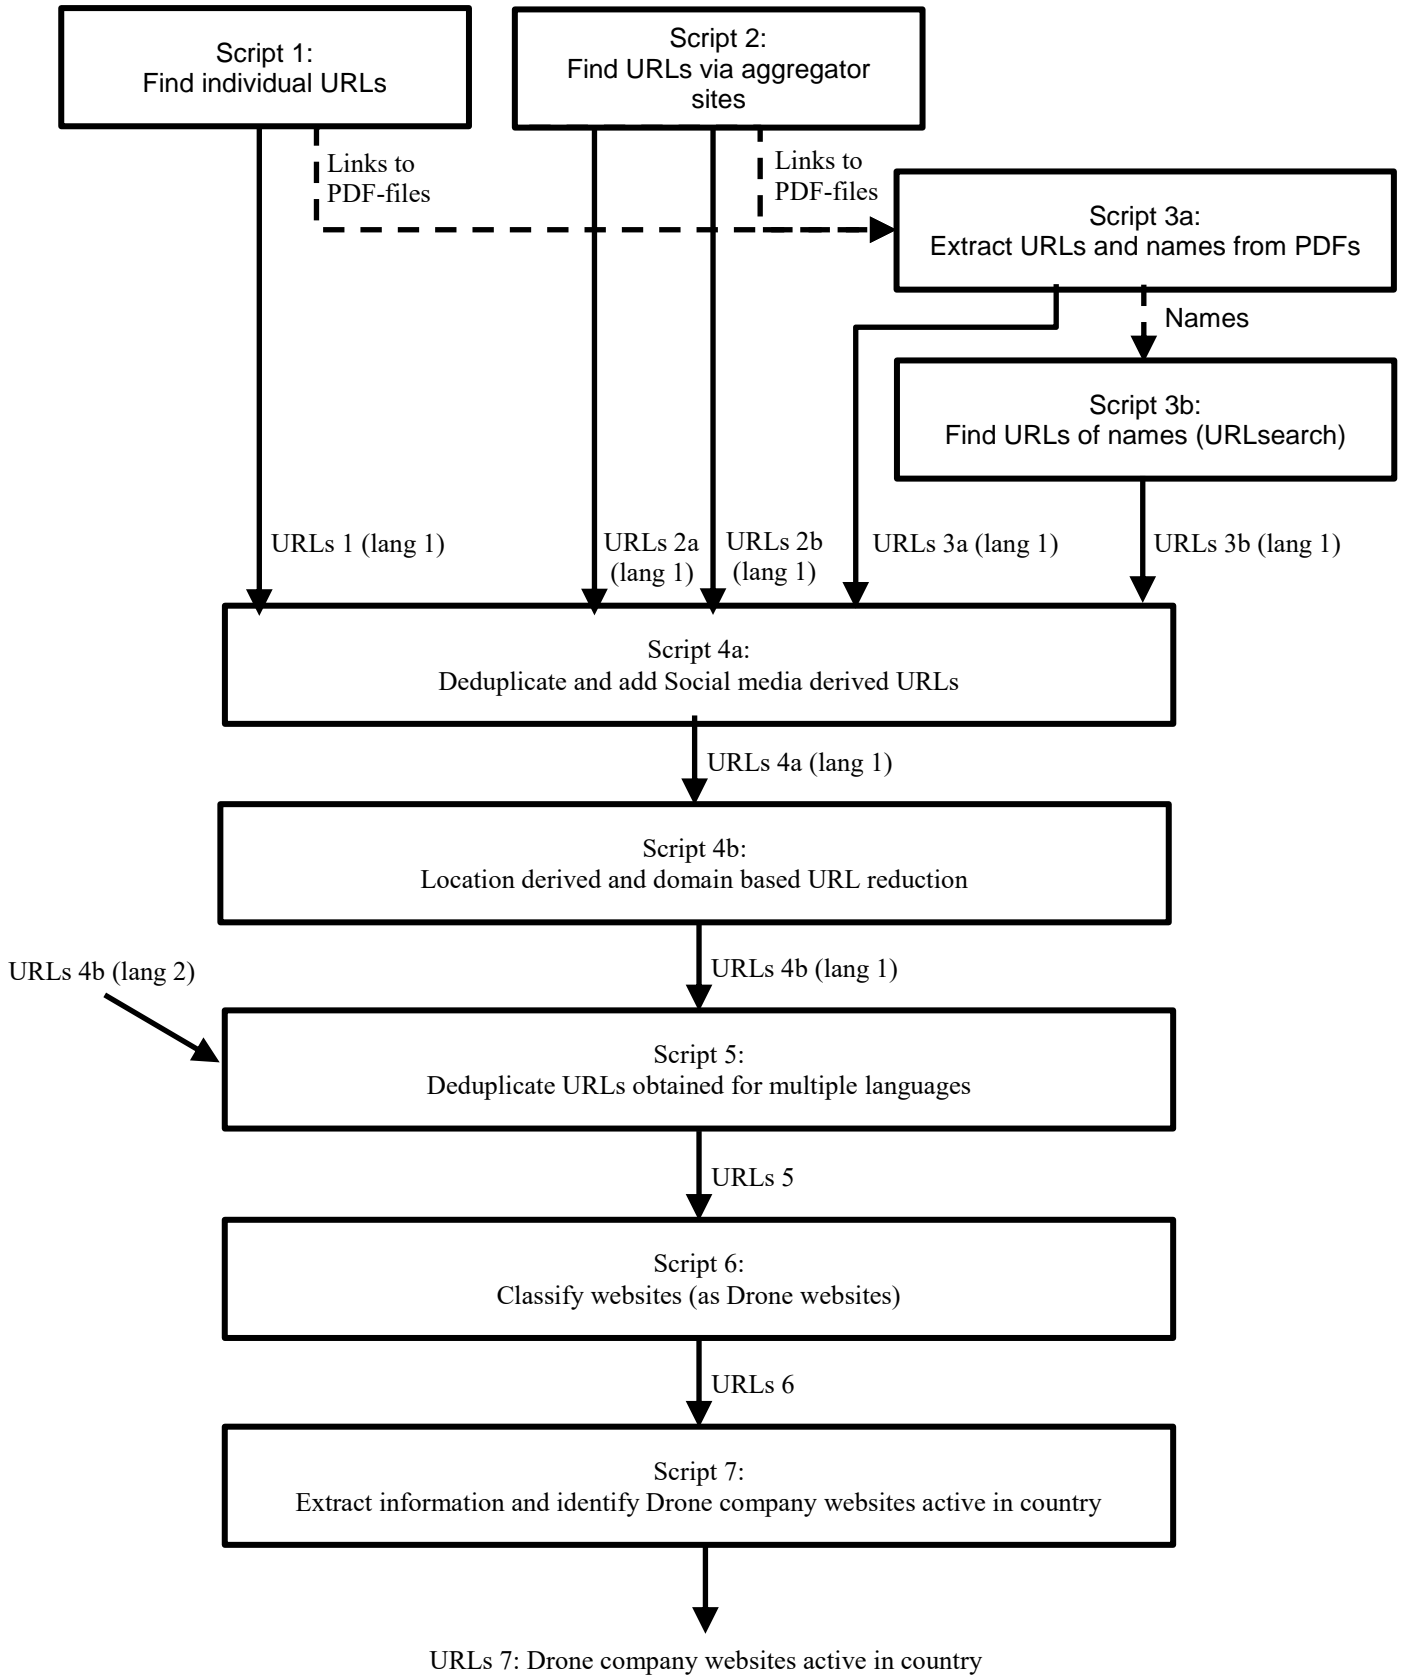 Script 1:
Find individual URLs
Script 2:
Find URLs via aggregator
sites
Links to
PDF-files
Links to
PDF-files
Script 3a:
Extract URLs and names from PDFs
Names
Script 3b:
Find URLs of names (URLsearch)
URLs 1 (lang 1)
URLs 2a
(lang 1)
URLs 2b
(lang 1)
URLs 3a (lang 1)
URLs 3b (lang 1)
Script 4a:
Deduplicate and add Social media derived URLs
URLs 4a (lang 1)
Script 4b:
Location derived and domain based URL reduction
URLs 4b (lang 2)
URLs 4b (lang 1)
Script 5:
Deduplicate URLs obtained for multiple languages
URLs 5
Script 6:
Classify websites (as Drone websites)
URLs 6
Script 7:
Extract information and identify Drone company websites active in country
URLs 7: Drone company websites active in country